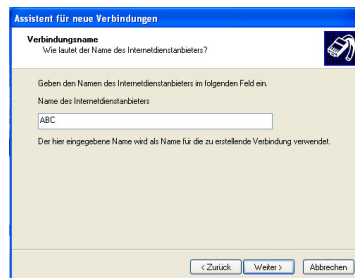 Assistent für neue Verbindungen
Verbindungsname
Wie lautet der Name des Internetdienstanbieters?
Geben den Namen des Internetdienstanbieters im folgenden Feld ein.
Name des Internetdienstanbieters
ABC
Der hier eingegebene Name wird als Name für die zu erstellende Verbindung verwendet.
< Zurück Weiter > Abbrechen